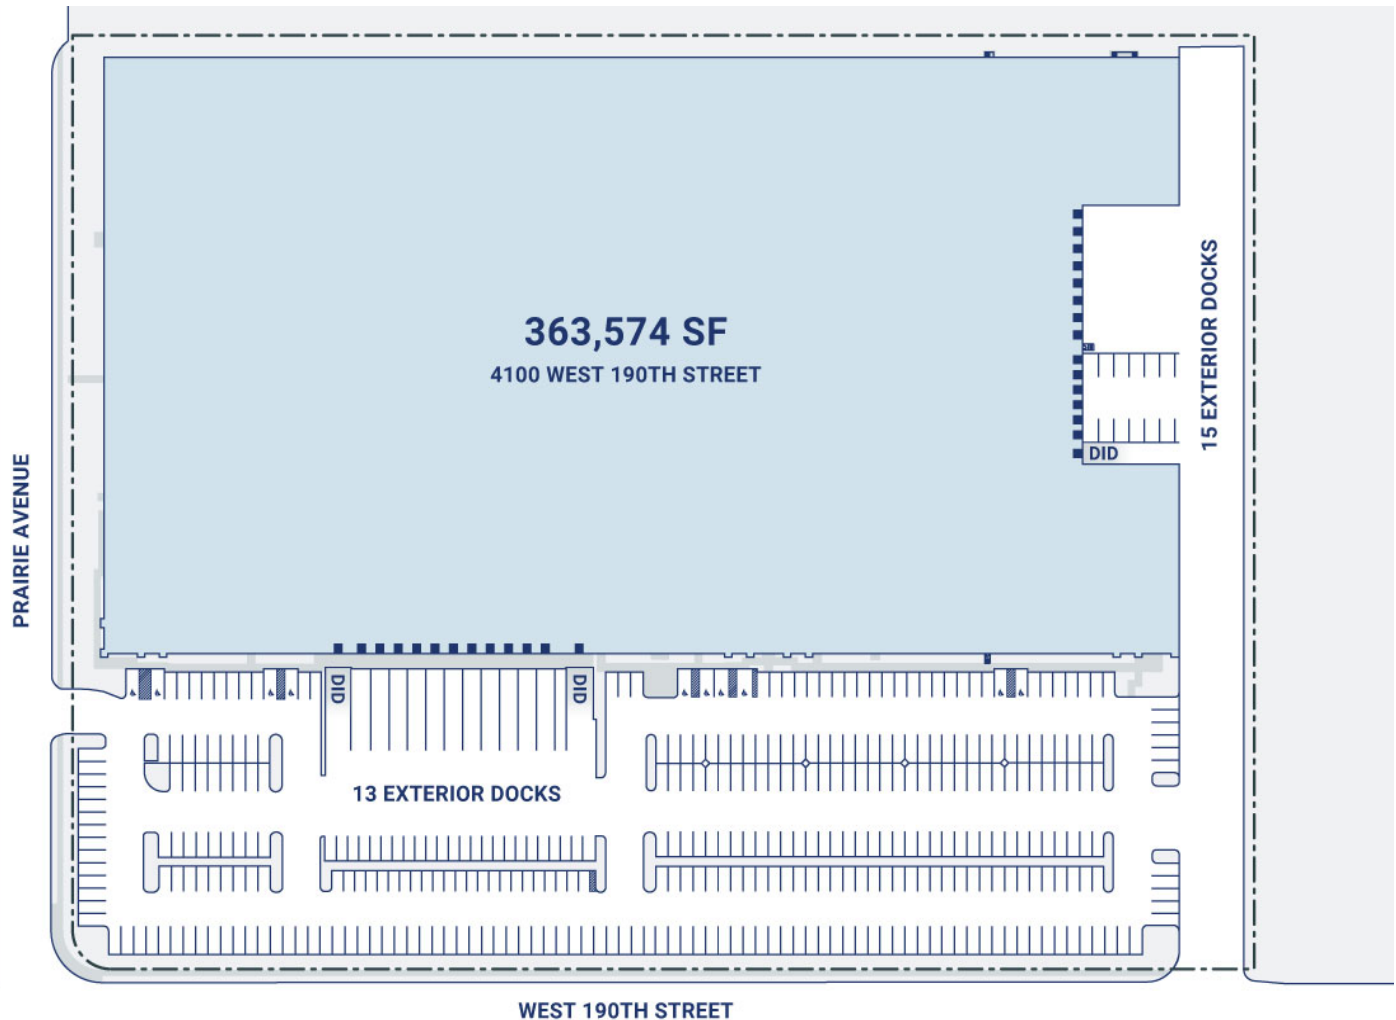 363,574 SF
4100 WEST 190TH STREET
15 EXTERIOR DOCKS
DID
PRAIRIE AVENUE
DID
DID
13 EXTERIOR DOCKS
WEST 190TH STREET